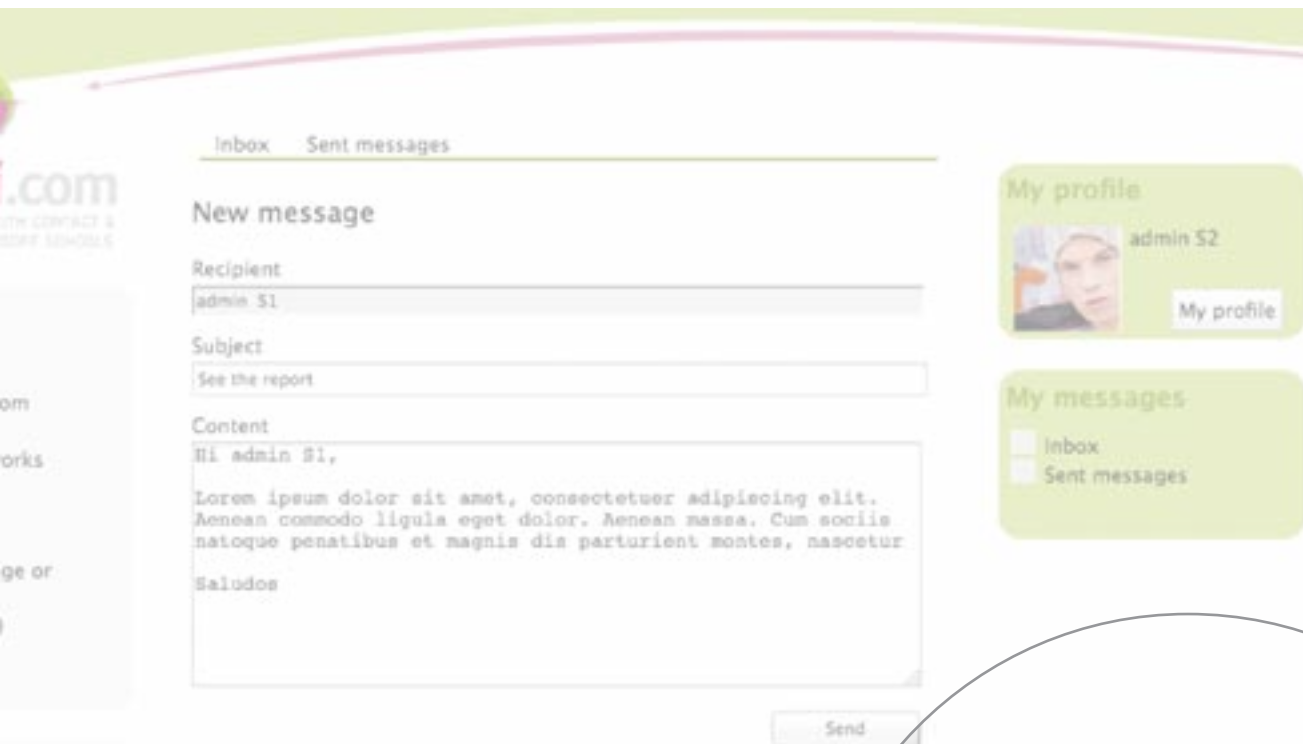 Inbox Sent messages
.com
New message
Recipient
admin S1
Subject
See the report
Content
Hi admin S1,
Lorem ipsum dolor sit amet, consectetuer adipiscing elit.
Aenean commodo ligula eget dolor. Aenean massa. Cum sociis
natoque penatibus et magnis dis parturient montes, nascetur
Saludos
Send
My profile
admin S2
My profile
My messages
Inbox
Sent messages
om
orks
ge or